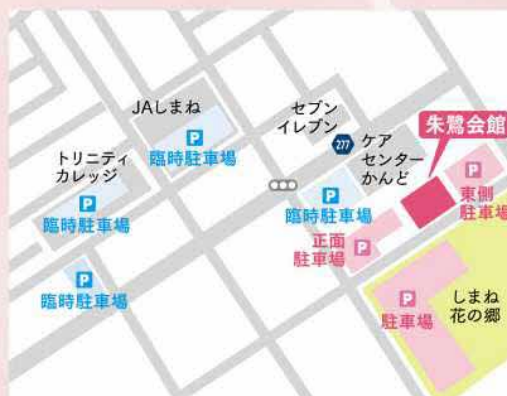 JAしまね
P
臨時駐車場
セブン
イレブン
277
ケア
センター
かんど
朱鷺会館
トリニティ
カレッジ
P
臨時駐車場
P
臨時駐車場
P
東側
駐車場
正面
駐車場
P
P
臨時駐車場
P
駐車場
しまね
花の郷